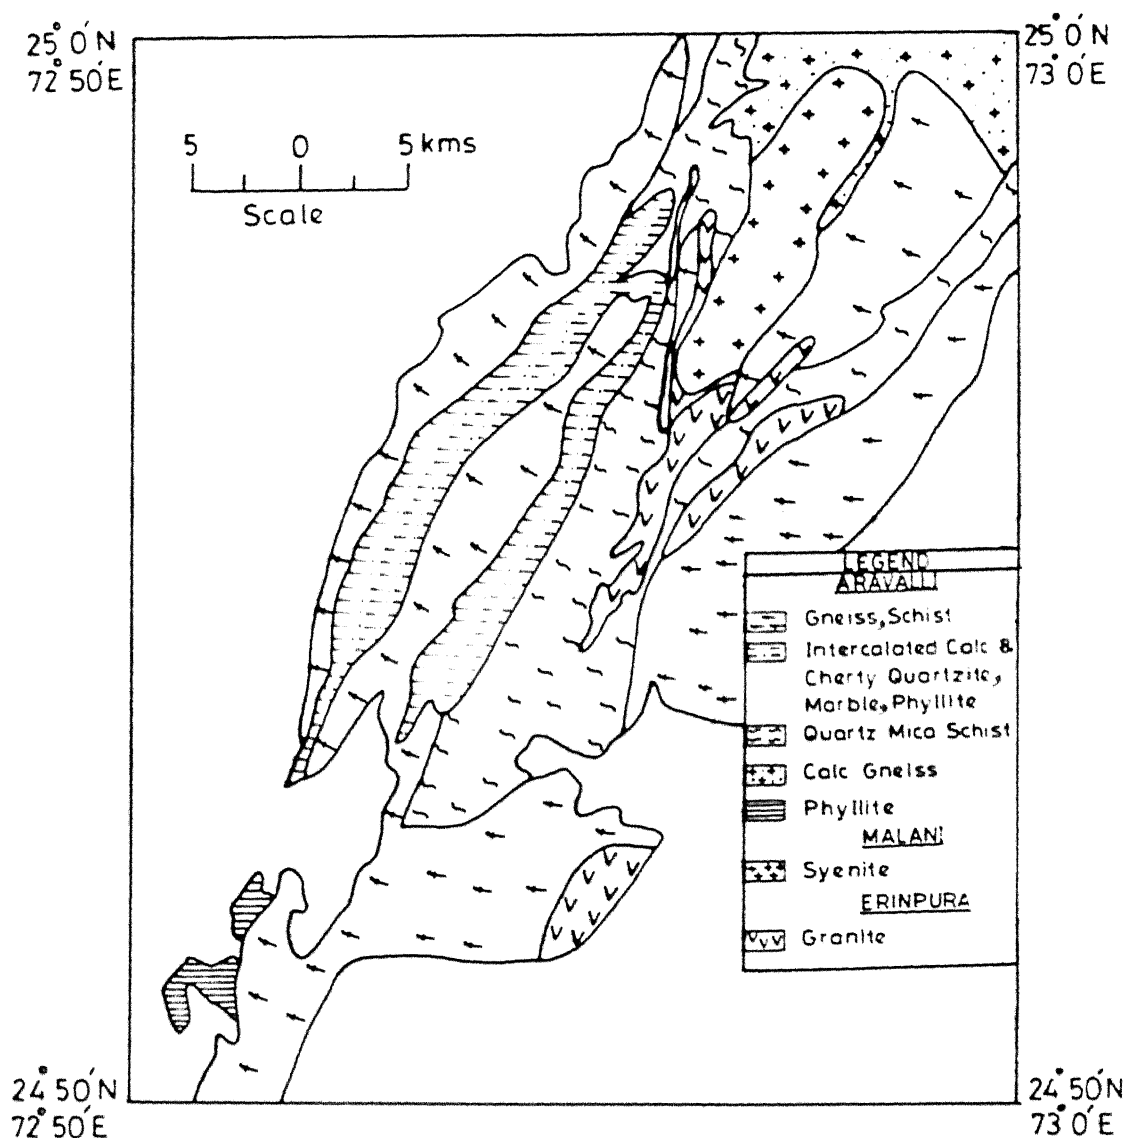 25°0'N
72°50'E
25°0'N
73°0'E
5 0 5 kms
Scale
LEGEND
ARAVALLI
Gneiss, Schist
Intercalated Calc &
Cherty Quartzite,
Marble, Phyllite
Quartz Mica Schist
Calc Gneiss
Phyllite
MALANI
Syenite
ERINPURA
Granite
24°50'N
72°50'E
24°50'N
73°0'E